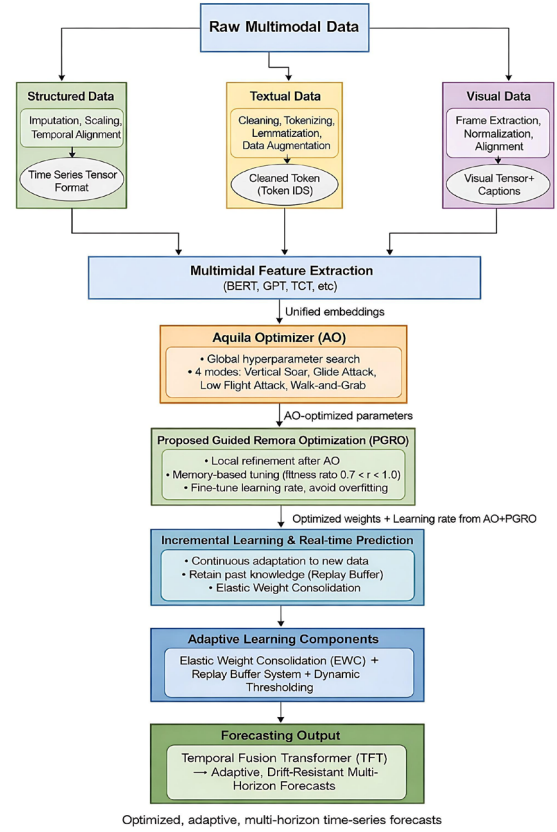 Raw Multimodal Data
Structured Data
Imputation, Scaling,
Temporal Alignment
Time Series Tensor
Format
Textual Data
Cleaning, Tokenizing,
Lemmatization,
Data Augmentation
Cleaned Token
(Token IDS)
Visual Data
Frame Extraction,
Normalization,
Alignment
Visual Tensor+
Captions
Multimidal Feature Extraction
(BERT, GPT, TCT, etc)
Unified embeddings
Aquila Optimizer (AO)
• Global hyperparameter search
• 4 modes: Vertical Soar, Glide Attack,
Low Flight Attack, Walk-and-Grab
AO-optimized parameters
Proposed Guided Remora Optimization (PGRO)
• Local refinement after AO
• Memory-based tuning (fltness rato 0.7 < r < 1.0)
• Fine-tune learning rate, avoid overfitting
Optimized weights + Learning rate from AO+PGRO
Incremental Learning & Real-time Prediction
• Continuous adaptation to new data
• Retain past knowledge (Replay Buffer)
• Elastic Weight Consolidation
Adaptive Learning Components
Elastic Weight Consolidation (EWC) +
Replay Buffer System + Dynamic
Thresholding
Forecasting Output
Temporal Fusion Transformer (TFT)
→ Adaptive, Drift-Resistant Multi-
Horizon Forecasts
Optimized, adaptive, multi-horizon time-series forecasts